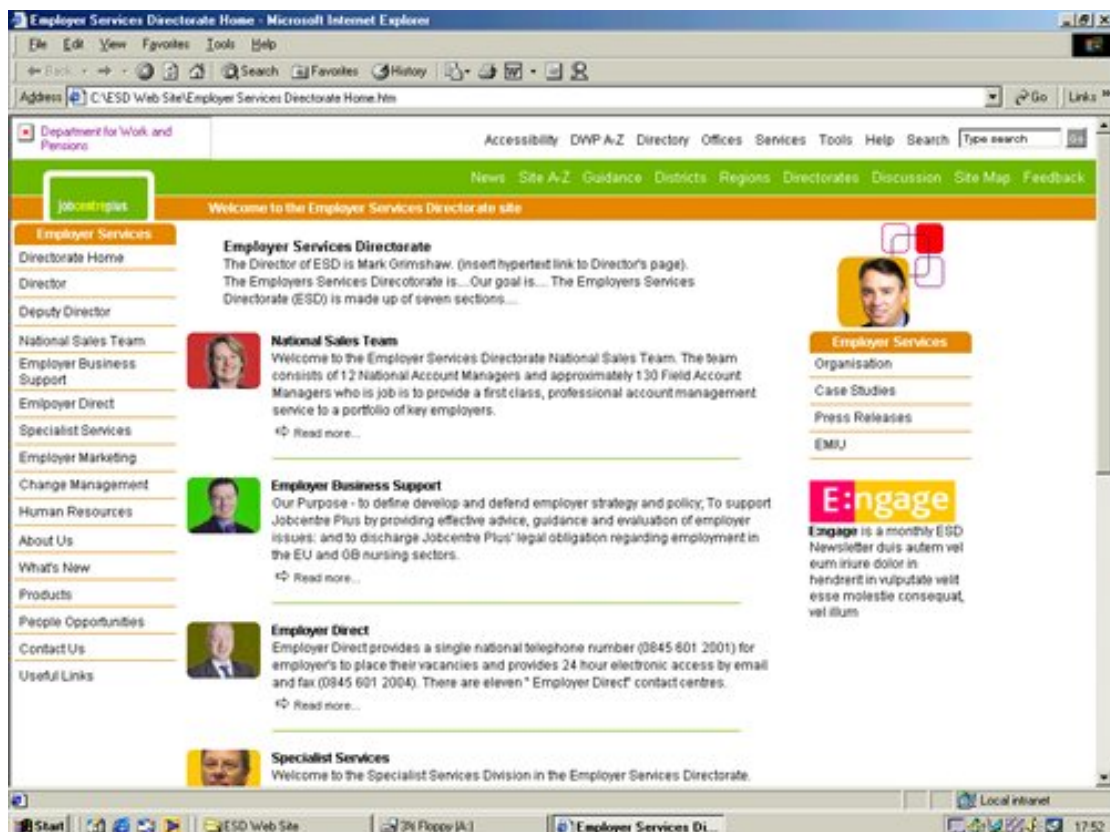 Employer Services Directorate Home - Microsoft Internet Explorer
File Edit View Favorites Tools Help
Back Search Favorites History
Address C:\ESD Web Site\Employer Services Directorate Home.htm Go Links
Department for Work and
Pensions
Accessibility DWP A-Z Directory Offices Services Tools Help Search Type search Go
News Site A-Z Guidance Districts Regions Directorates Discussion Site Map Feedback
jobcentreplus
Welcome to the Employer Services Directorate site
Employer Services
Directorate Home
Director
Deputy Director
National Sales Team
Employer Business
Support
Emlpoyer Direct
Specialist Services
Employer Marketing
Change Management
Human Resources
About Us
What's New
Products
People Opportunities
Contact Us
Useful Links
Employer Services Directorate
The Director of ESD is Mark Grimshaw. (insert hypertext link to Director's page).
The Employers Services Direcotorate is....Our goal is.... The Employers Services
Directorate (ESD) is made up of seven sections....
National Sales Team
Welcome to the Employer Services Directorate National Sales Team. The team
consists of 12 National Account Managers and approximately 130 Field Account
Managers who is job is to provide a first class, professional account management
service to a portfolio of key employers.
Read more...
Employer Business Support
Our Purpose - to define develop and defend employer strategy and policy; To support
Jobcentre Plus by providing effective advice, guidance and evaluation of employer
issues: and to discharge Jobcentre Plus' legal obligation regarding employment in
the EU and GB nursing sectors.
Read more...
Employer Direct
Employer Direct provides a single national telephone number (0845 601 2001) for
employer's to place their vacancies and provides 24 hour electronic access by email
and fax (0845 601 2004). There are eleven " Employer Direct" contact centres.
Read more...
Specialist Services
Welcome to the Specialist Services Division in the Employer Services Directorate.
Employer Services
Organisation
Case Studies
Press Releases
EMIU
E:ngage
E:ngage is a monthly ESD
Newsletter duis autem vel
eum iriure dolor in
hendrerit in vulputate velit
esse molestie consequat,
vel illum
Local intranet
Start ESD Web Site 3½ Floppy (A:) Employer Services Di... 17:52